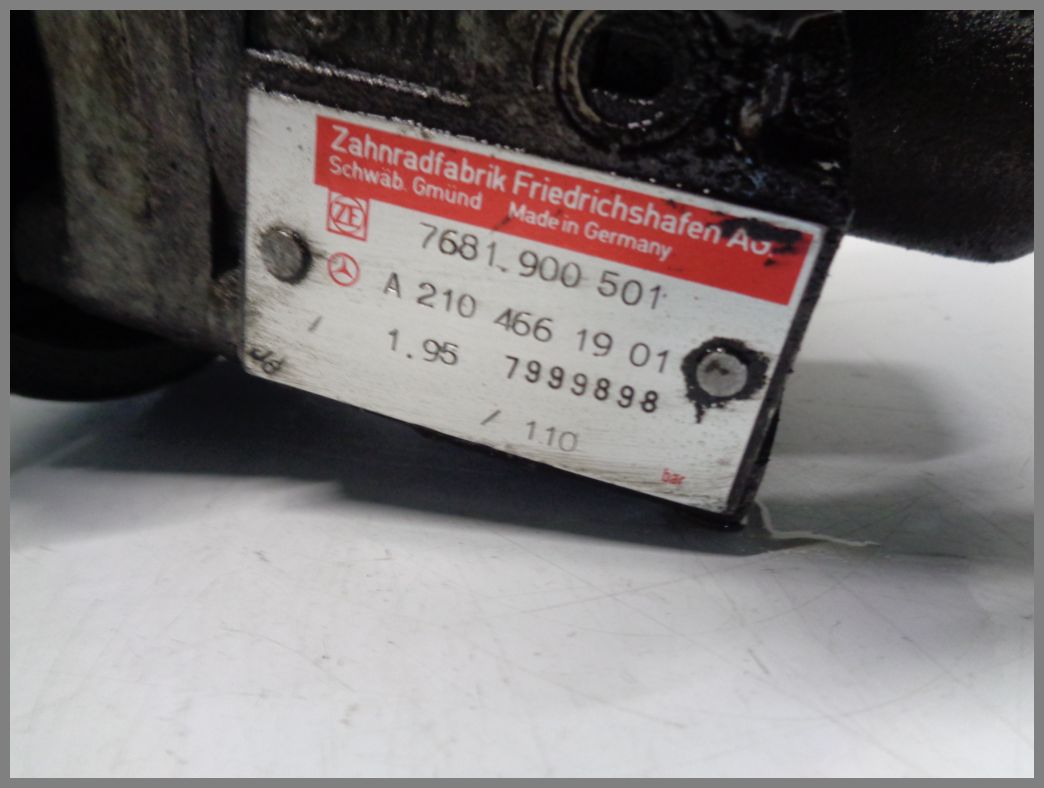 Zahnradfabrik Friedrichshafen AG
Schwäb. Gmünd Made in Germany
ZF 7681.900 501
A 210 466 19 01
1.95 7999898
/ 110
bar